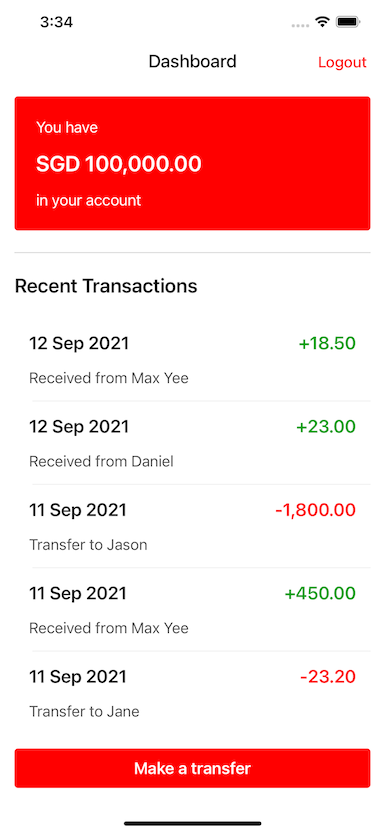 3:34
Dashboard
Logout
You have
SGD 100,000.00
in your account
Recent Transactions
12 Sep 2021
+18.50
Received from Max Yee
12 Sep 2021
+23.00
Received from Daniel
11 Sep 2021
-1,800.00
Transfer to Jason
11 Sep 2021
+450.00
Received from Max Yee
11 Sep 2021
-23.20
Transfer to Jane
Make a transfer